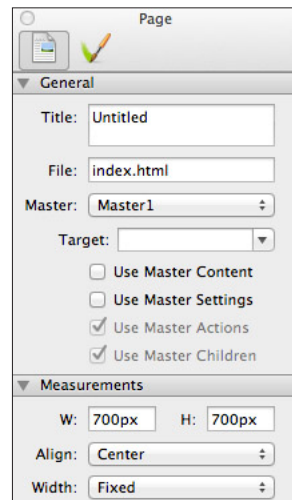 Page
General
Title: Untitled
File: index.html
Master: Master1
Target:
Use Master Content
Use Master Settings
Use Master Actions
Use Master Children
Measurements
W: 700px H: 700px
Align: Center
Width: Fixed